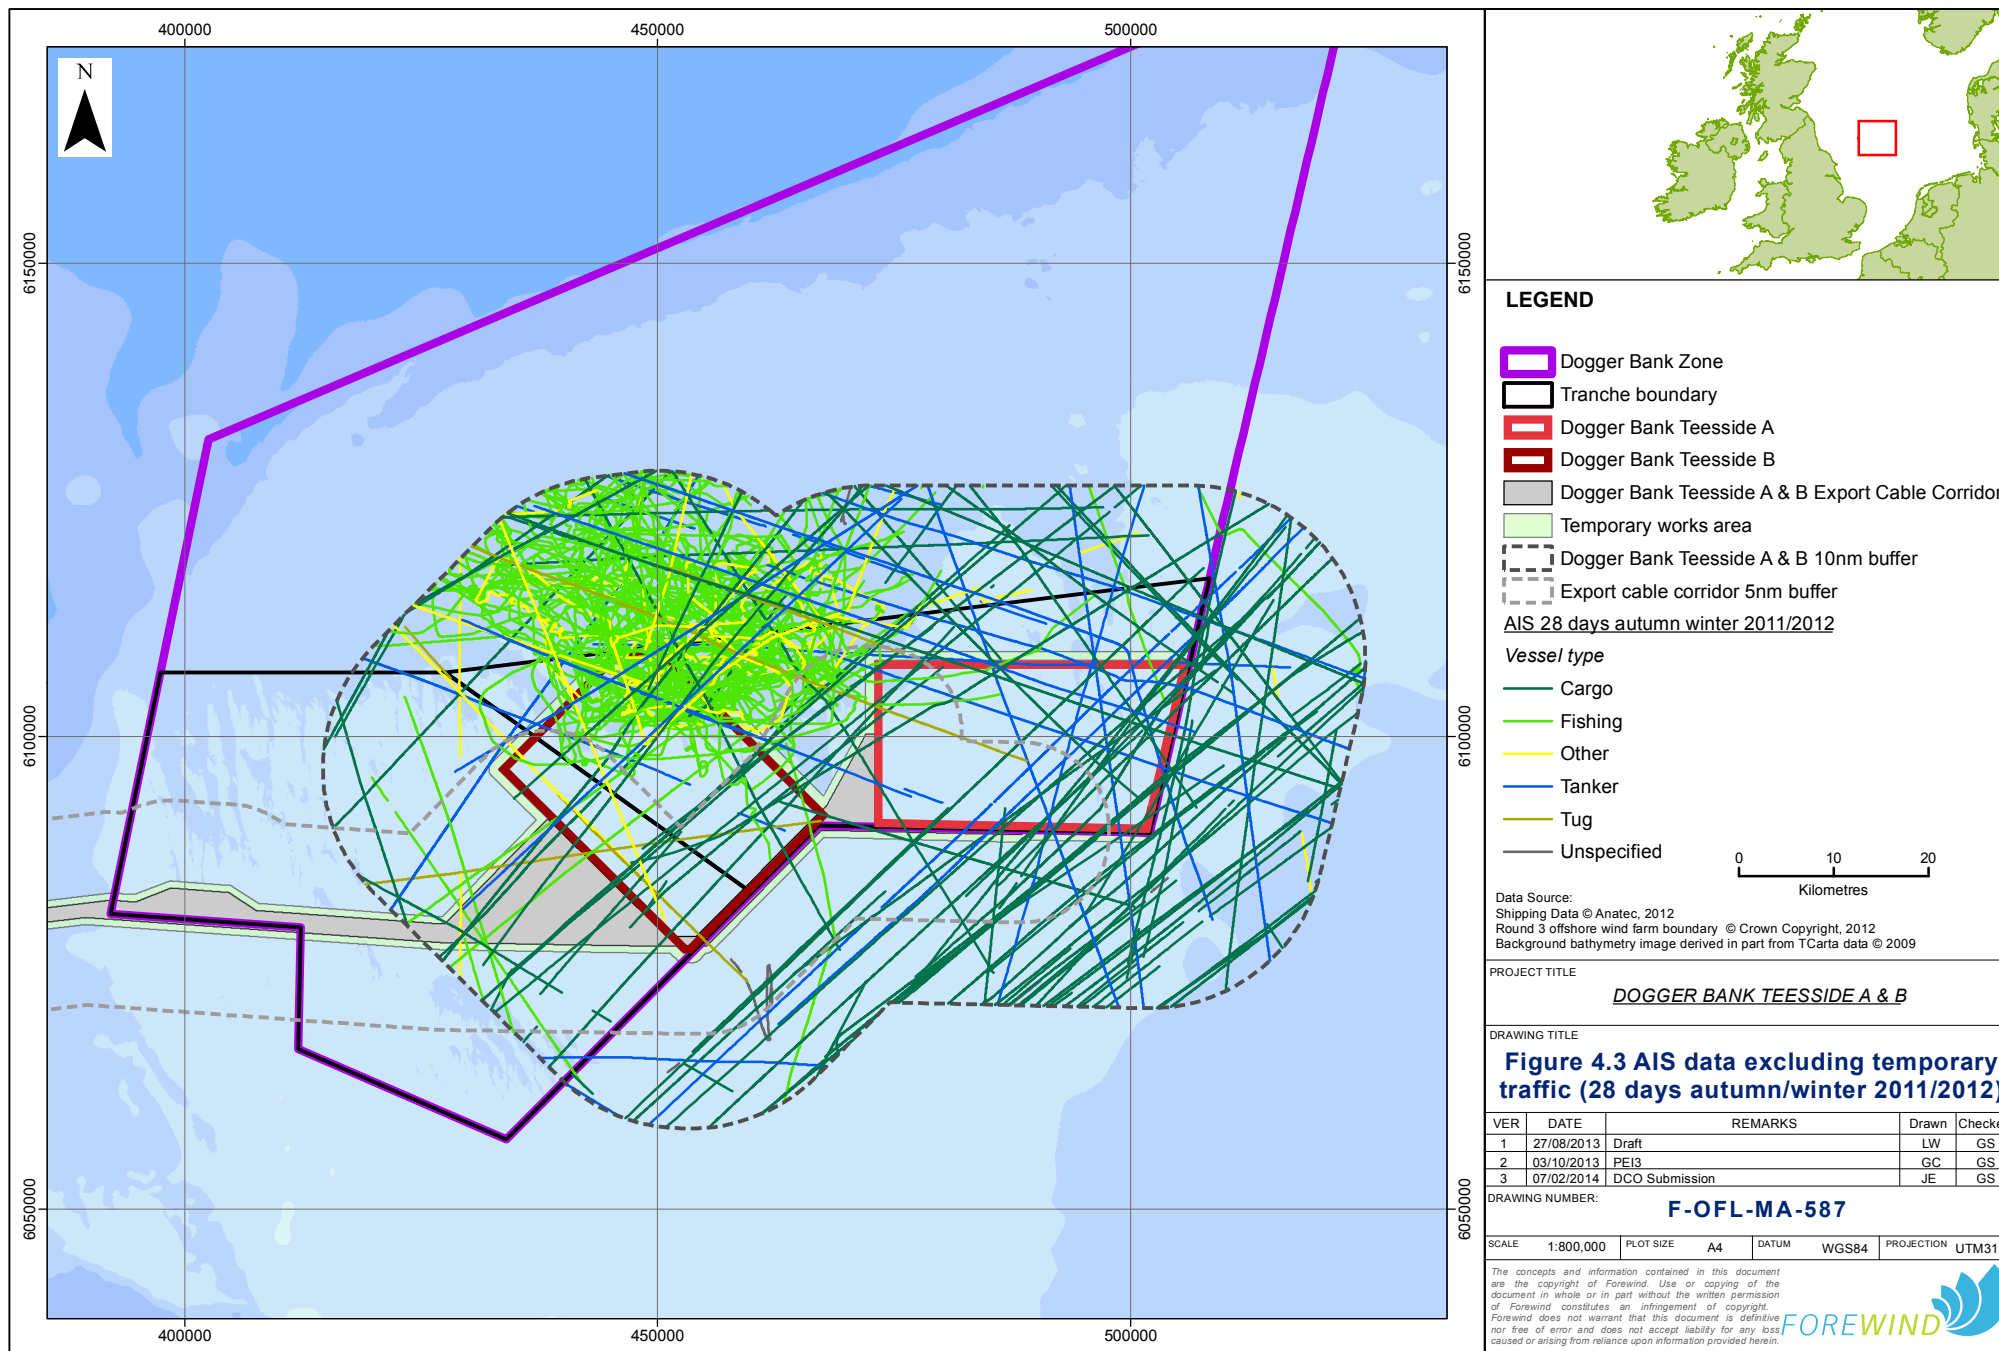 400000
450000
500000
N
6150000
6150000
6100000
6100000
6050000
6050000
400000
450000
500000
LEGEND
Dogger Bank Zone
Tranche boundary
Dogger Bank Teesside A
Dogger Bank Teesside B
Dogger Bank Teesside A & B Export Cable Corridor
Temporary works area
Dogger Bank Teesside A & B 10nm buffer
Export cable corridor 5nm buffer
AIS 28 days autumn winter 2011/2012
Vessel type
Cargo
Fishing
Other
Tanker
Tug
Unspecified
0 10 20
Kilometres
Data Source:
Shipping Data © Anatec, 2012
Round 3 offshore wind farm boundary © Crown Copyright, 2012
Background bathymetry image derived in part from TCarta data © 2009
PROJECT TITLE
DOGGER BANK TEESSIDE A & B
DRAWING TITLE
Figure 4.3 AIS data excluding temporary
traffic (28 days autumn/winter 2011/2012)
VER DATE REMARKS Drawn Checke
1 27/08/2013 Draft LW GS
2 03/10/2013 PEI3 GC GS
3 07/02/2014 DCO Submission JE GS
DRAWING NUMBER:
F-OFL-MA-587
SCALE 1:800,000 PLOT SIZE A4 DATUM WGS84 PROJECTION UTM31
The concepts and information contained in this document
are the copyright of Forewind. Use or copying of the
document in whole or in part without the written permission
of Forewind constitutes an infringement of copyright.
Forewind does not warrant that this document is definitive
nor free of error and does not accept liability for any loss
caused or arising from reliance upon information provided herein.
FOREWIND